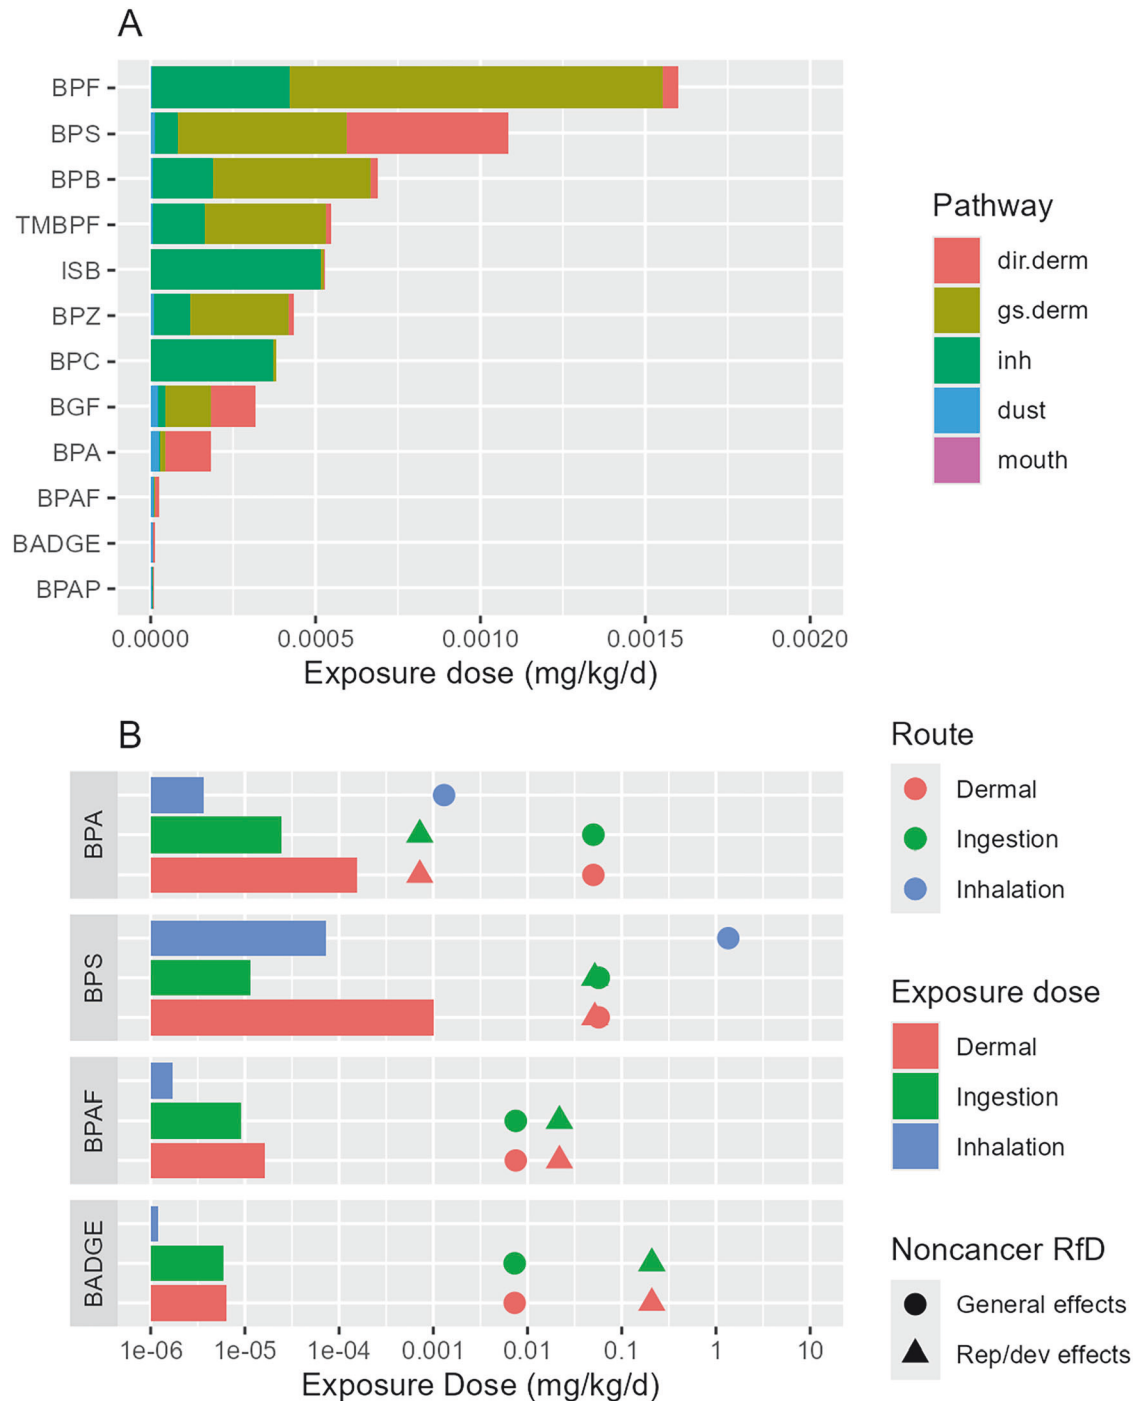 A
BPF
BPS
BPB
TMBPF
ISB
BPZ
BPC
BGF
BPA
BPAF
BADGE
BPAP
0.0000 0.0005 0.0010 0.0015 0.0020
Exposure dose (mg/kg/d)
Pathway
dir.derm
gs.derm
inh
dust
mouth
B
BPA
BPS
BPAF
BADGE
1e-06 1e-05 1e-04 0.001 0.01 0.1 1 10
Exposure Dose (mg/kg/d)
Route
Dermal
Ingestion
Inhalation
Exposure dose
Dermal
Ingestion
Inhalation
Noncancer RfD
General effects
Rep/dev effects